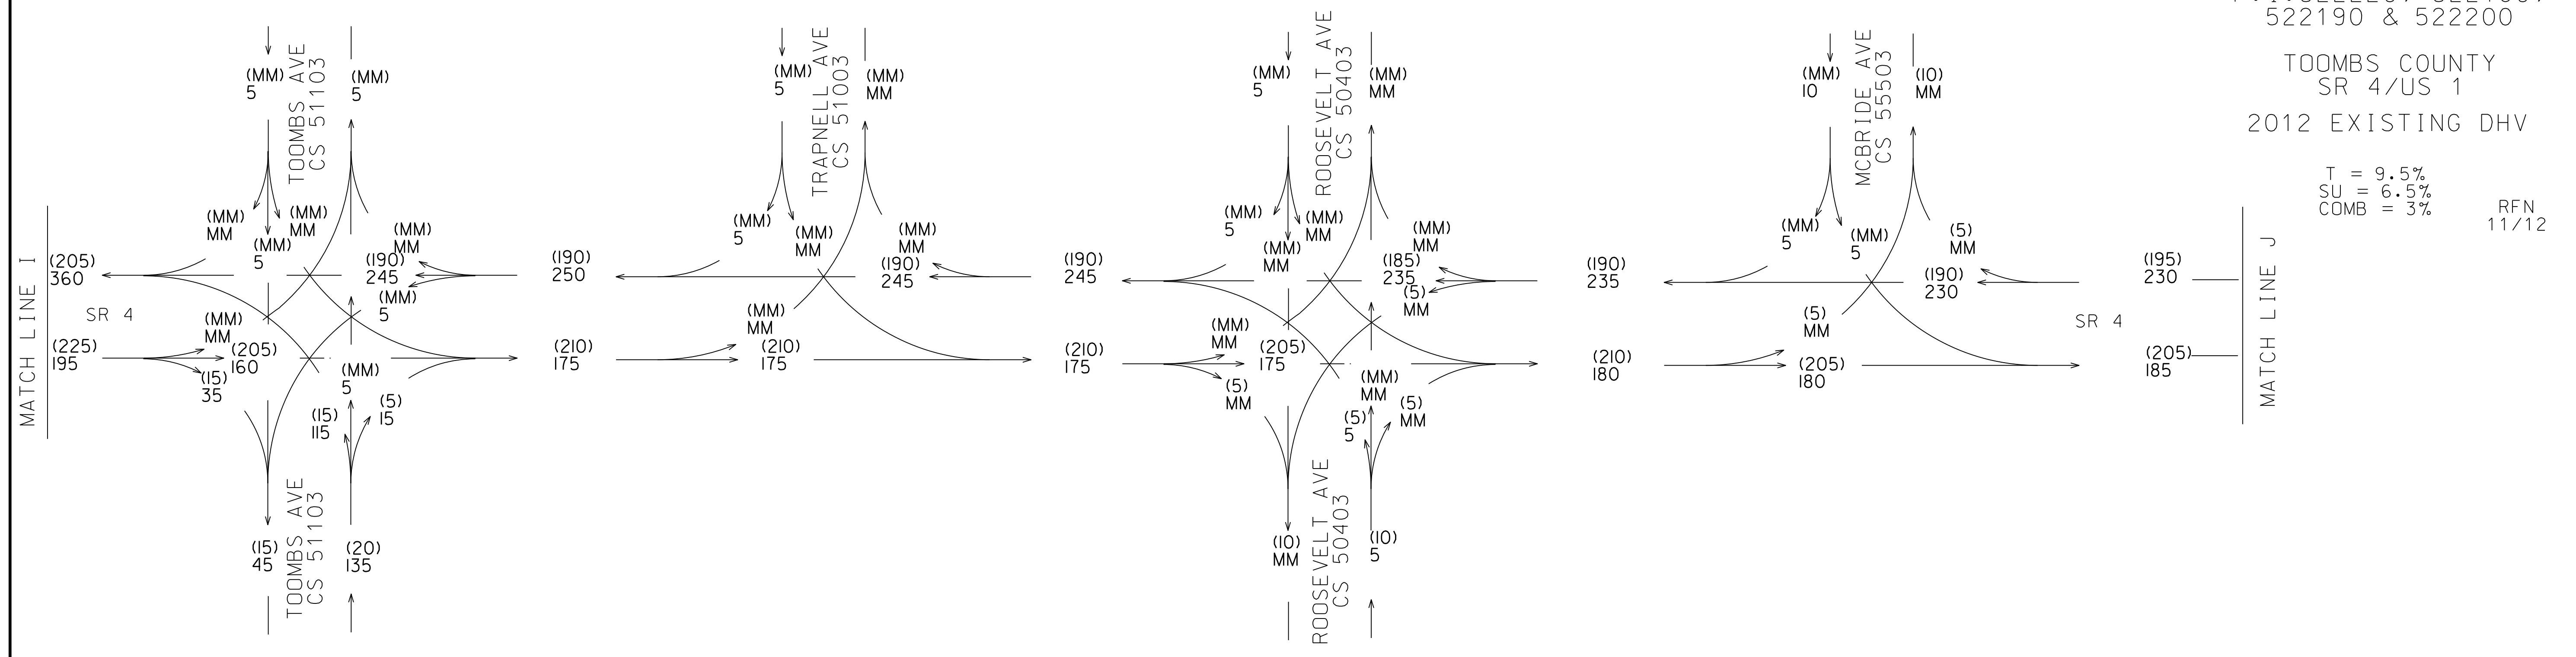 522190 & 522200
TOOMBS COUNTY
SR 4/US 1
2012 EXISTING DHV
T = 9.5%
SU = 6.5%
COMB = 3%
RFN
11/12
MATCH LINE I
SR 4
(205)
360
(225)
195
TOOMBS AVE
CS 51103
(MM)
5
(MM)
5
(MM)
MM
(MM)
5
(MM)
MM
(MM)
MM
(190)
245
(MM)
5
(MM)
MM
(205)
160
(15)
35
(MM)
5
(15)
115
(5)
15
(15)
45
(20)
135
TOOMBS AVE
CS 51103
(190)
250
(210)
175
TRAPNELL AVE
CS 51003
(MM)
5
(MM)
MM
(MM)
5
(MM)
MM
(MM)
MM
(190)
245
(MM)
MM
(210)
175
(190)
245
(210)
175
ROOSEVELT AVE
CS 50403
(MM)
5
(MM)
MM
(MM)
5
(MM)
MM
(MM)
MM
(MM)
MM
(185)
235
(5)
MM
(MM)
MM
(205)
175
(5)
MM
(MM)
MM
(5)
5
(5)
MM
(10)
MM
(10)
5
ROOSEVELT AVE
CS 50403
(190)
235
(210)
180
MCBRIDE AVE
CS 55503
(MM)
10
(10)
MM
(MM)
5
(MM)
5
(5)
MM
(190)
230
(5)
MM
(205)
180
SR 4
(195)
230
(205)
185
MATCH LINE J